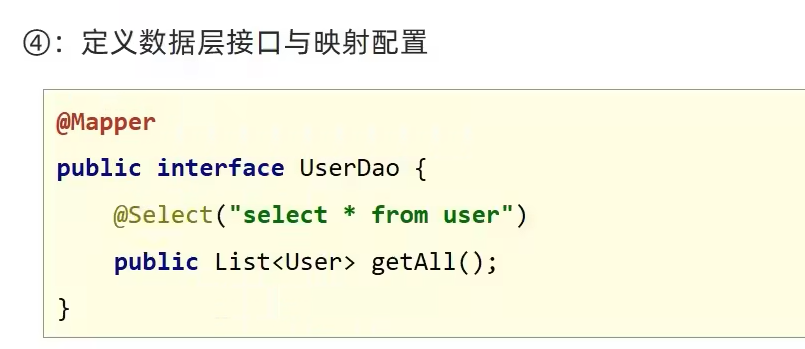 ④：定义数据层接口与映射配置
@Mapper
public interface UserDao {
    @Select("select * from user")
    public List<User> getAll();
}